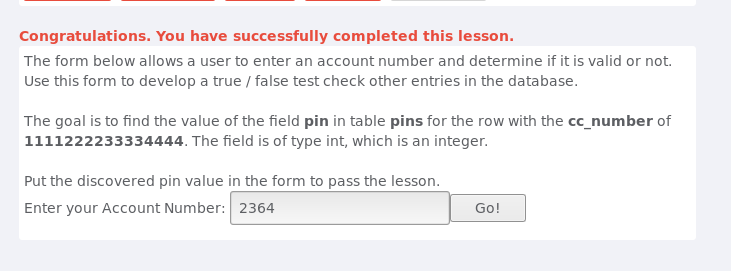 Congratulations. You have successfully completed this lesson.
The form below allows a user to enter an account number and determine if it is valid or not.
Use this form to develop a true / false test check other entries in the database.
The goal is to find the value of the field pin in table pins for the row with the cc_number of
1111222233334444. The field is of type int, which is an integer.
Put the discovered pin value in the form to pass the lesson.
Enter your Account Number: 2364 Go!